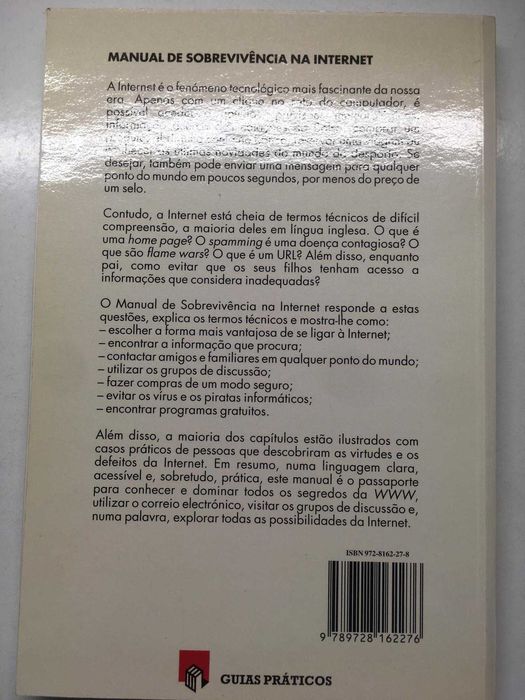 MANUAL DE SOBREVIVÊNCIA NA INTERNET
A Internet é o fenómeno tecnológico mais fascinante da nossa
era. Apenas com um clique no rato do computador, é
possível
informa
as últimas novidades do mundo do desporto. Se
desejar, também pode enviar uma mensagem para qualquer
ponto do mundo em poucos segundos, por menos do preço de
um selo.
Contudo, a Internet está cheia de termos técnicos de difícil
compreensão, a maioria deles em língua inglesa. O que é
uma home page? O spamming é uma doença contagiosa? O
que são flame wars? O que é um URL? Além disso, enquanto
pai, como evitar que os seus filhos tenham acesso a
informações que considera inadequadas?
O Manual de Sobrevivência na Internet responde a estas
questões, explica os termos técnicos e mostra-lhe como:
– escolher a forma mais vantajosa de se ligar à Internet;
– encontrar a informação que procura;
– contactar amigos e familiares em qualquer ponto do mundo;
– utilizar os grupos de discussão;
– fazer compras de um modo seguro;
– evitar os vírus e os piratas informáticos;
– encontrar programas gratuitos.
Além disso, a maioria dos capítulos estão ilustrados com
casos práticos de pessoas que descobriram as virtudes e os
defeitos da Internet. Em resumo, numa linguagem clara,
acessível e, sobretudo, prática, este manual é o passaporte
para conhecer e dominar todos os segredos da WWW,
utilizar o correio electrónico, visitar os grupos de discussão e,
numa palavra, explorar todas as possibilidades da Internet.
ISBN 972-8162-27-8
9 789728 162276
GUIAS PRÁTICOS